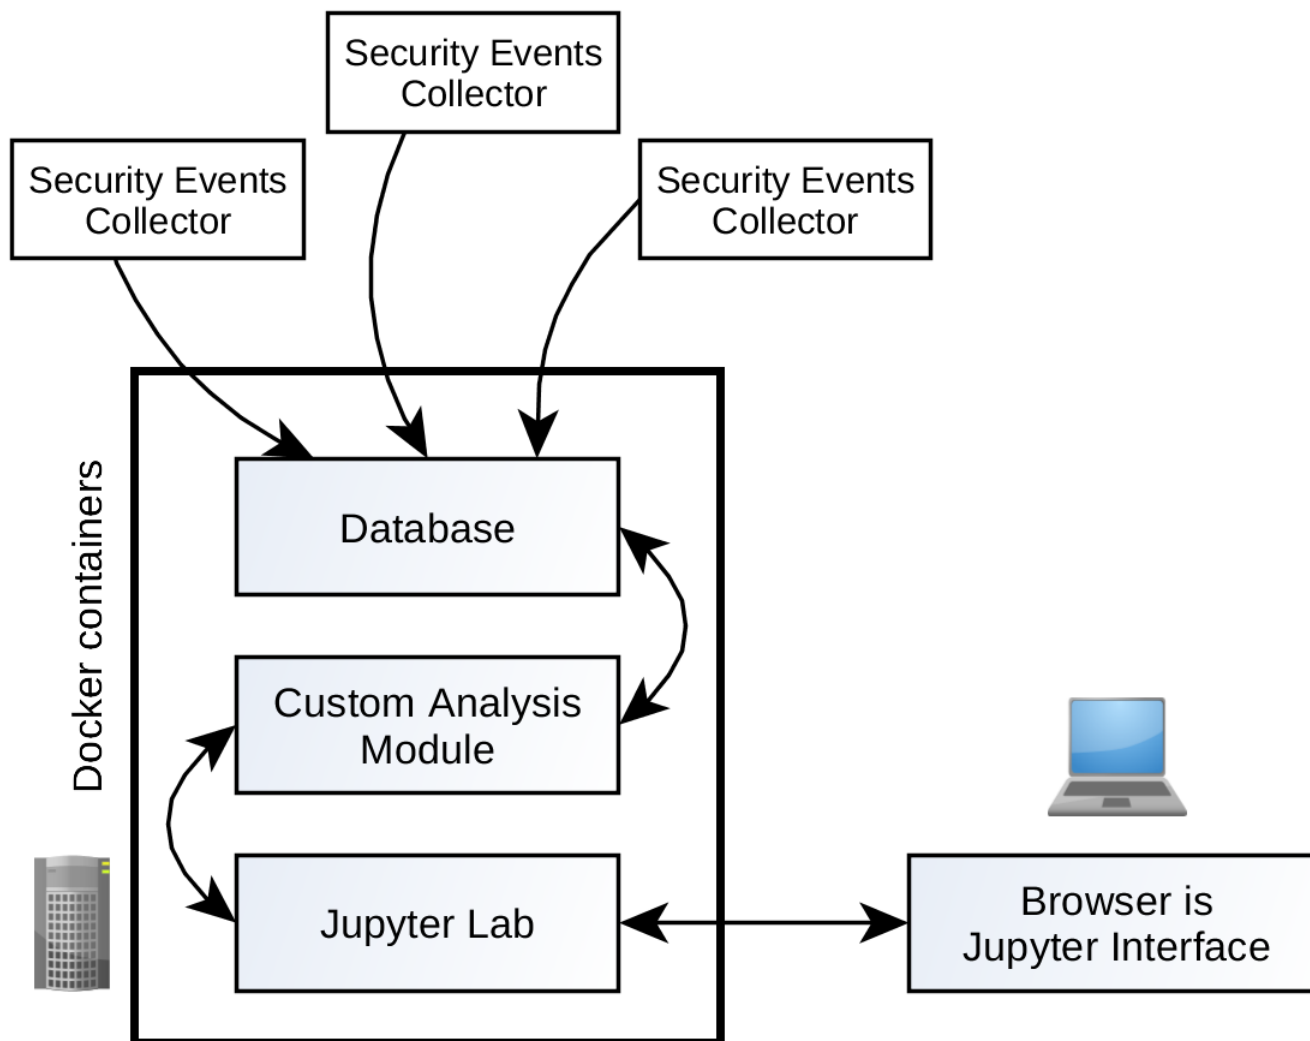 Security Events
Collector
Security Events
Collector
Security Events
Collector
Docker containers
Database
Custom Analysis
Module
Jupyter Lab
Browser is
Jupyter Interface